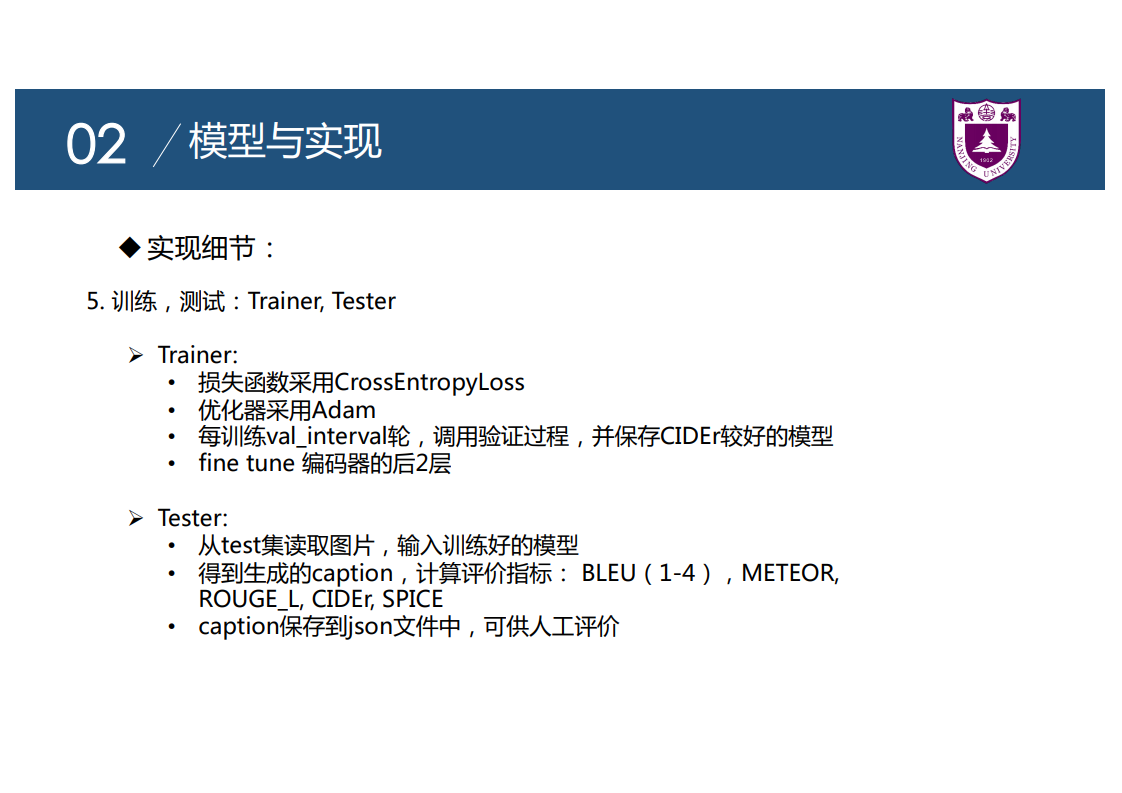 02 / 模型与实现
NANJING UNIVERSITY
1902
◆ 实现细节：
5. 训练，测试：Trainer, Tester
➢ Trainer:
• 损失函数采用CrossEntropyLoss
• 优化器采用Adam
• 每训练val_interval轮，调用验证过程，并保存CIDEr较好的模型
• fine tune 编码器的后2层
➢ Tester:
• 从test集读取图片，输入训练好的模型
• 得到生成的caption，计算评价指标： BLEU（1-4），METEOR,
ROUGE_L, CIDEr, SPICE
• caption保存到json文件中，可供人工评价